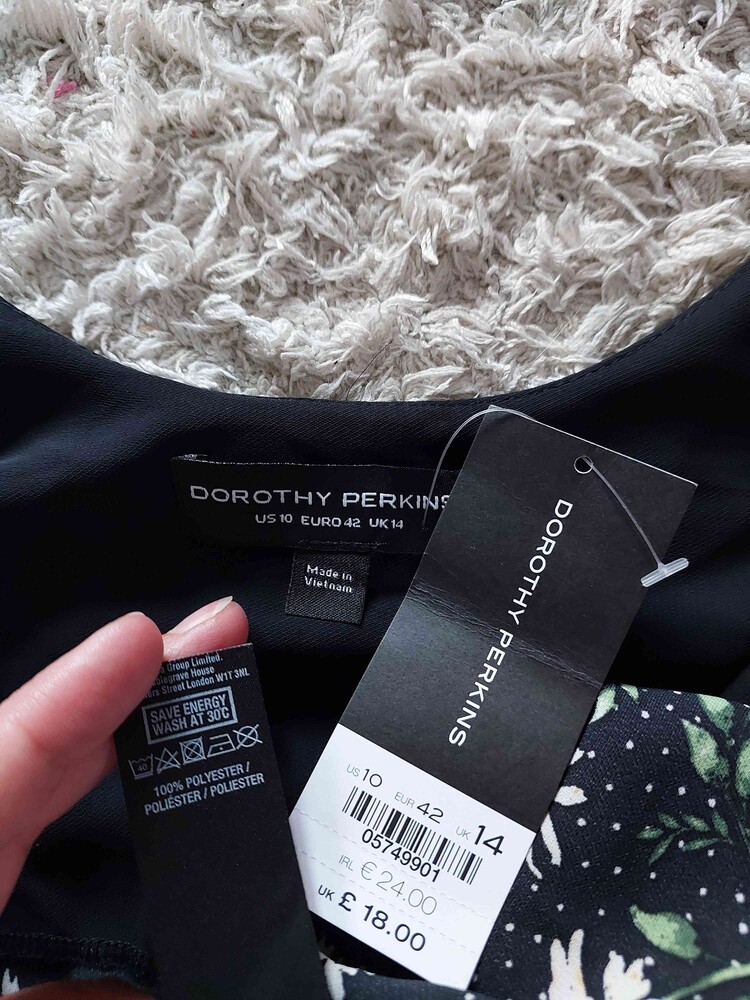 DOROTHY PERKINS
US 10 EURO 42 UK 14
Made in
Vietnam
Group Limited.
House
Street London W1T 3NL
SAVE ENERGY
WASH AT 30°C
40
100% POLYESTER /
POLIÉSTER / POLIESTER
DOROTHY PERKINS
US 10 EUR 42 UK 14
05749901
IRL € 24.00
UK £ 18.00